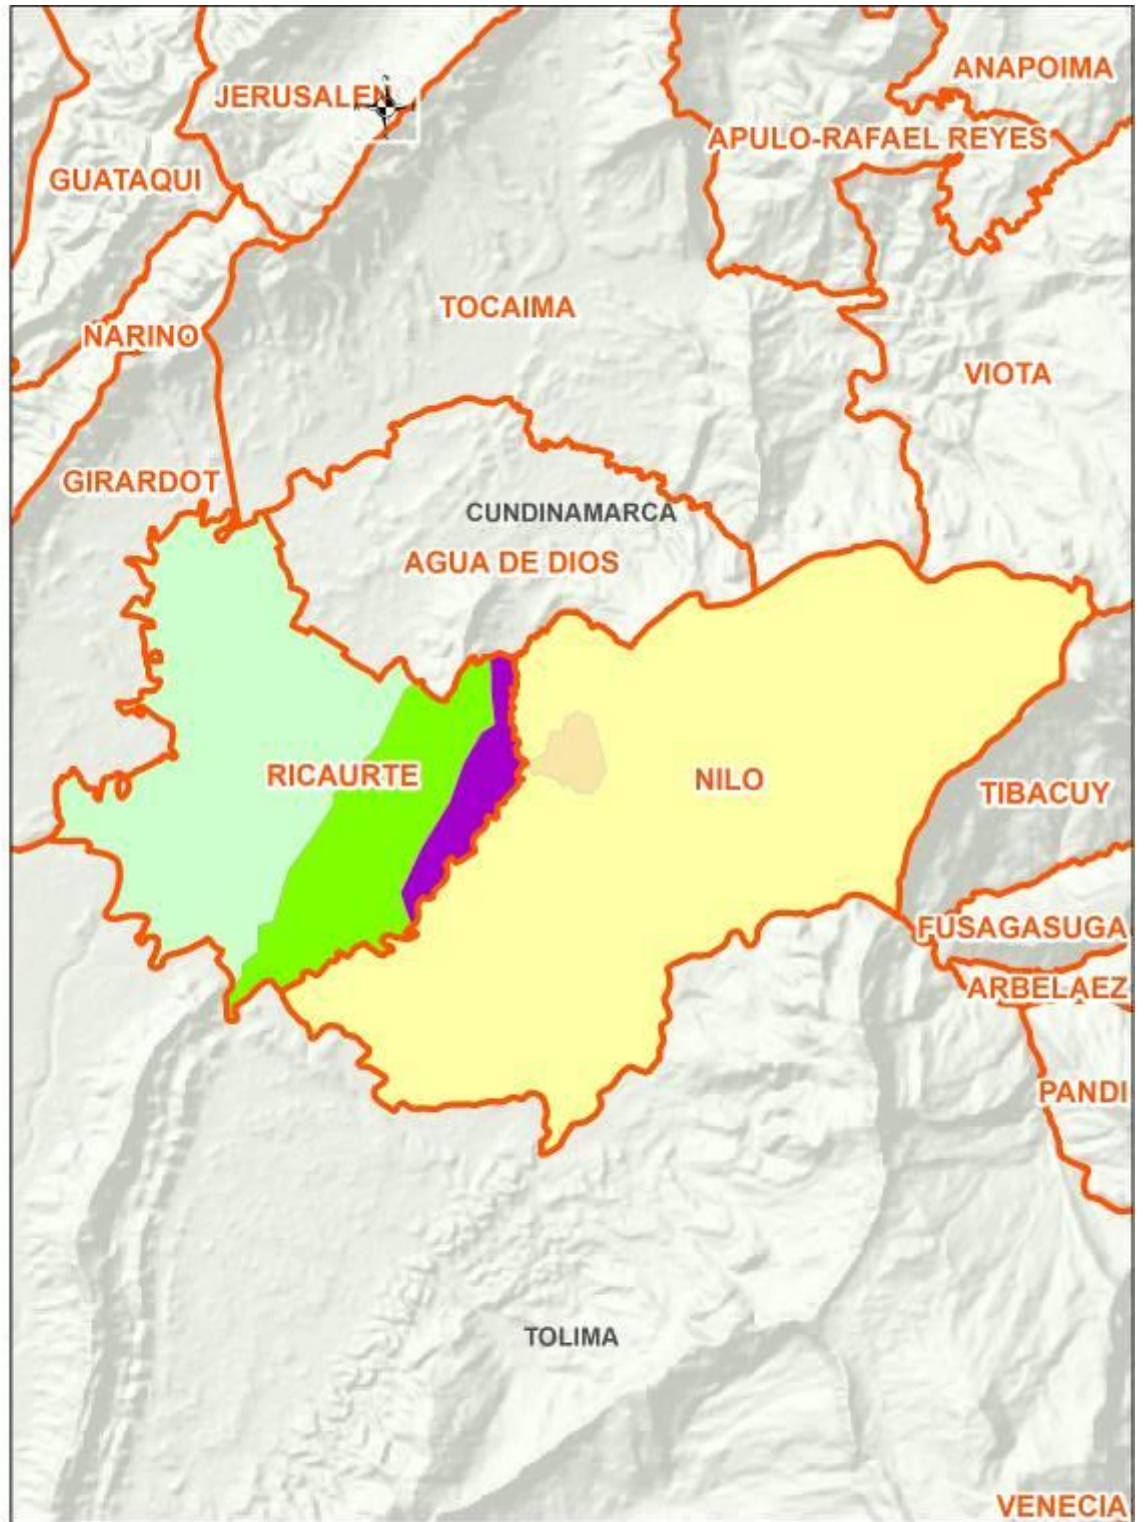 ANAPOIMA
JERUSALEN
APULO-RAFAEL REYES
GUATAQUI
TOCAIMA
NARINO
VIOTA
GIRARDOT
CUNDINAMARCA
AGUA DE DIOS
RICAURTE
NILO
TIBACUY
FUSAGASUGA
ARBELAEZ
PANDI
TOLIMA
VENECIA